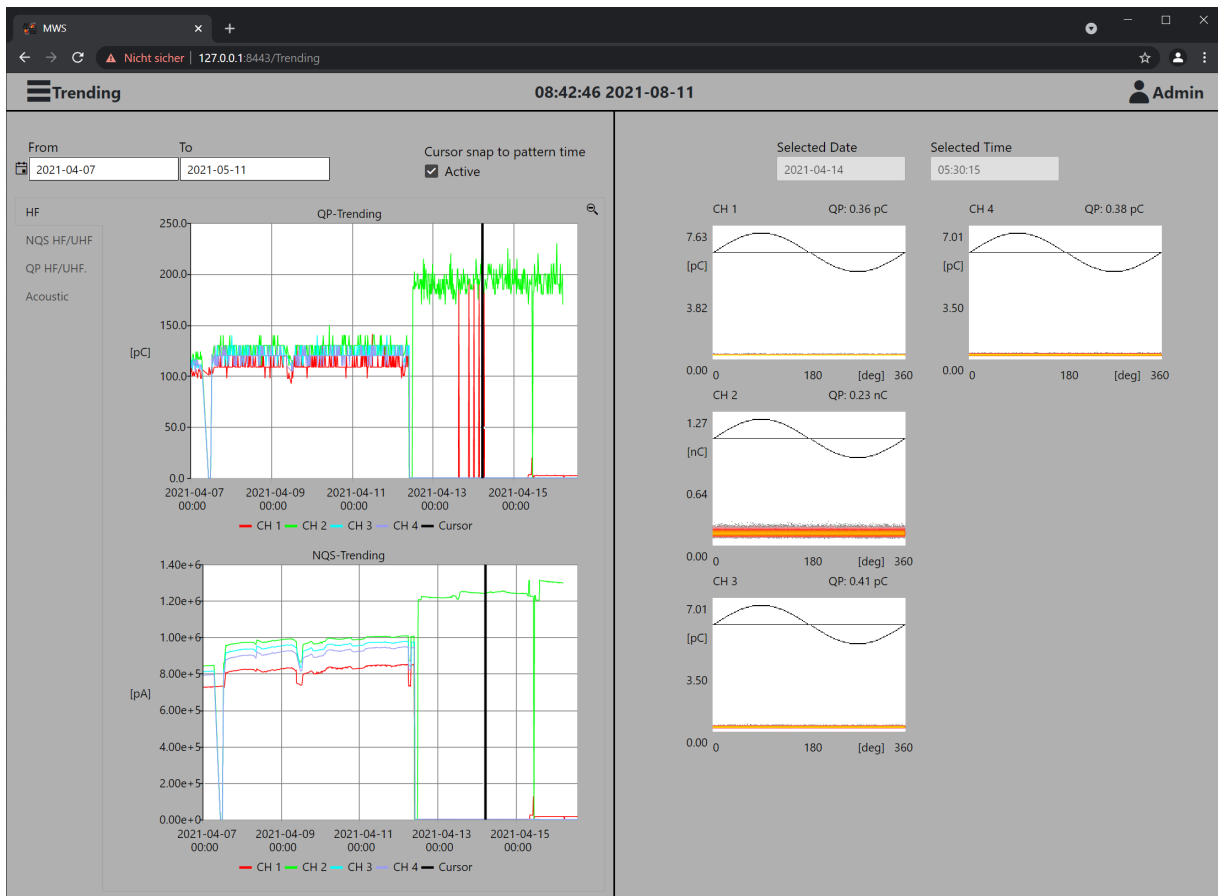 MWS
Nicht sicher | 127.0.0.1:8443/Trending
Trending
08:42:46 2021-08-11
Admin
From
To
2021-04-07
2021-05-11
Cursor snap to pattern time
Active
HF
NQS HF/UHF
QP HF/UHF.
Acoustic
QP-Trending
250.0
200.0
150.0
[pC]
100.0
50.0
0.0
2021-04-07 2021-04-09 2021-04-11 2021-04-13 2021-04-15
00:00 00:00 00:00 00:00 00:00
CH 1 CH 2 CH 3 CH 4 Cursor
NQS-Trending
1.40e+6
1.20e+6
1.00e+6
8.00e+5
[pA]
6.00e+5
4.00e+5
2.00e+5
0.00e+0
2021-04-07 2021-04-09 2021-04-11 2021-04-13 2021-04-15
00:00 00:00 00:00 00:00 00:00
CH 1 CH 2 CH 3 CH 4 Cursor
Selected Date
Selected Time
2021-04-14
05:30:15
CH 1 QP: 0.36 pC
7.63
[pC]
3.82
0.00
0 180 [deg] 360
CH 4 QP: 0.38 pC
7.01
[pC]
3.50
0.00
0 180 [deg] 360
CH 2 QP: 0.23 nC
1.27
[nC]
0.64
0.00
0 180 [deg] 360
CH 3 QP: 0.41 pC
7.01
[pC]
3.50
0.00
0 180 [deg] 360